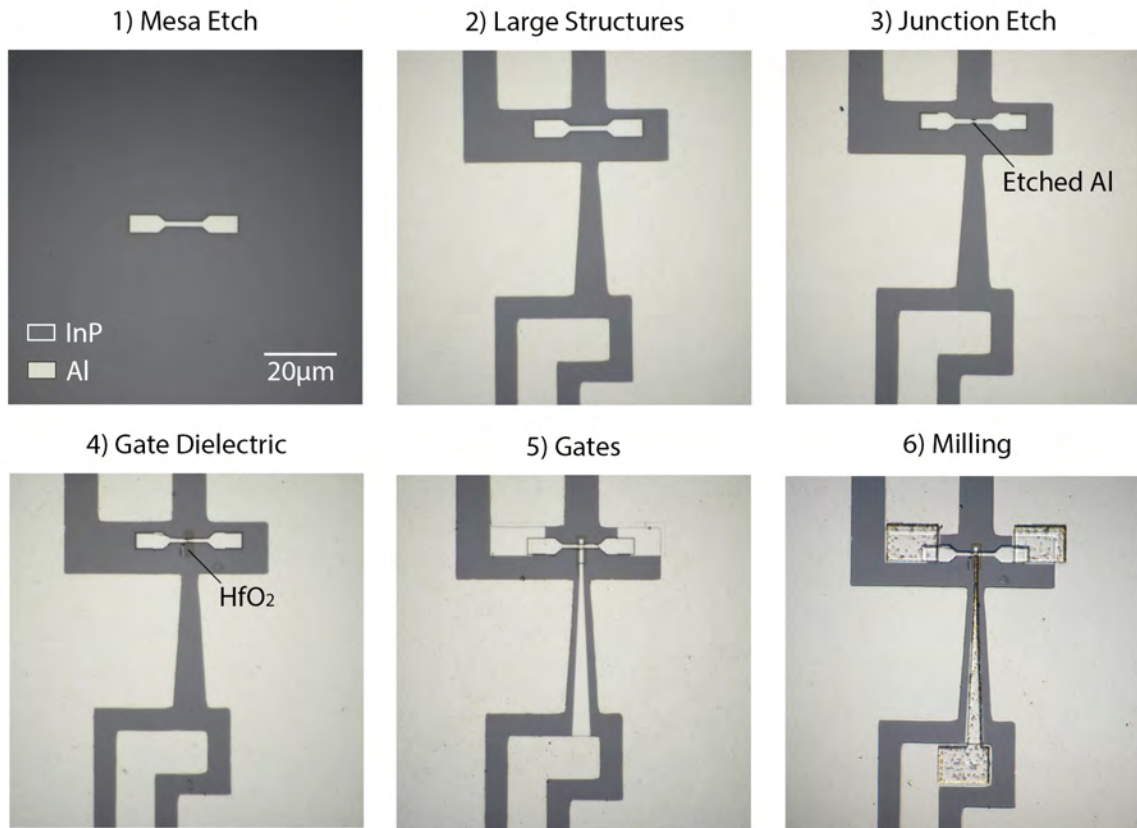 1) Mesa Etch
2) Large Structures
3) Junction Etch
InP
Al
20μm
Etched Al
4) Gate Dielectric
5) Gates
6) Milling
HfO₂